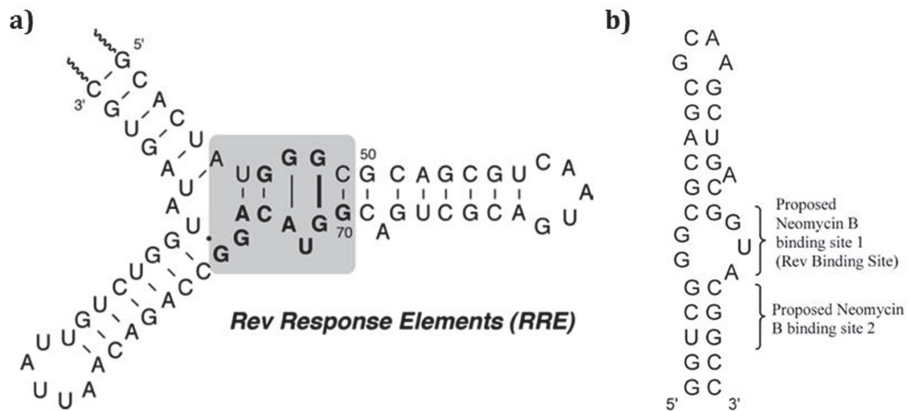 a)
5'
G C A C U A
U G G G C
50
G C A G C G U C A A
U G
C A G U C G C A
70
A C A G G
U
G G
3'
C G U G A U A
U G G U C U G U U A
U U A A C A G A C C
Rev Response Elements (RRE)
b)
C A
G A
C G
G C
A U
C G
G A
G C
C G G
G U
G A
G C
C G
U G
G C
G C
5' 3'
Proposed
Neomycin B
binding site 1
(Rev Binding Site)
Proposed Neomycin
B binding site 2